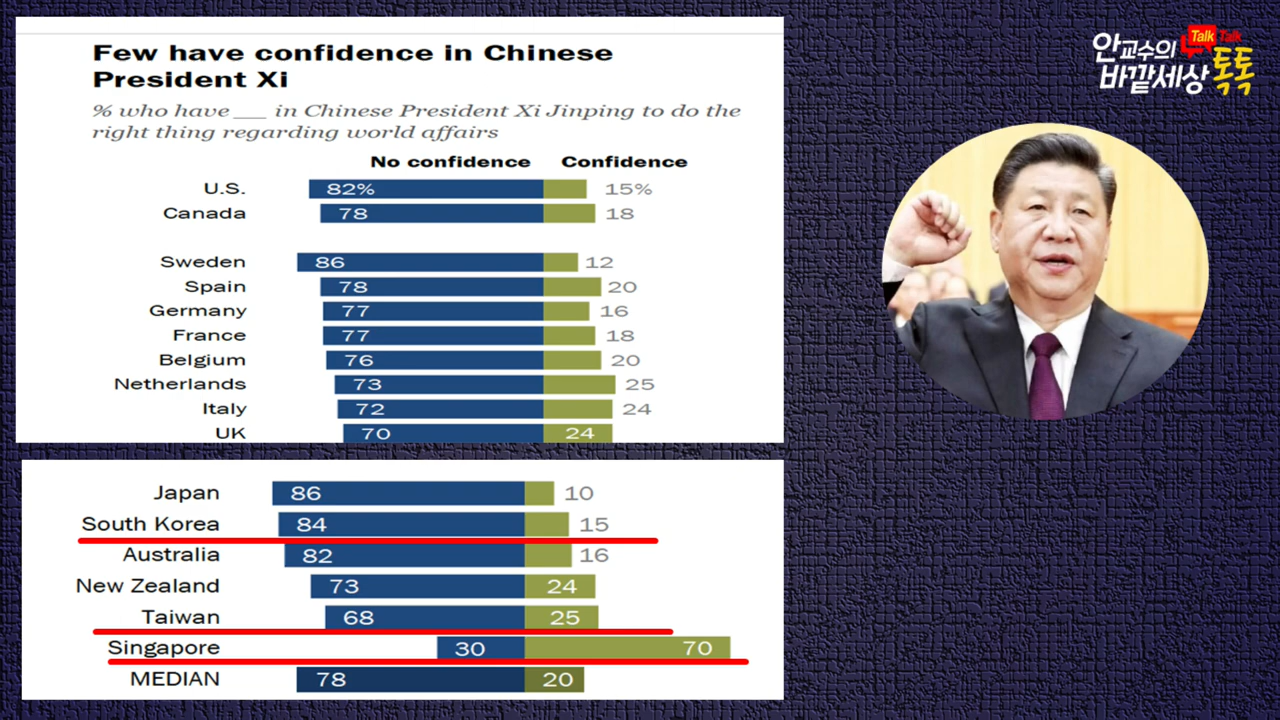 Few have confidence in Chinese
President Xi
% who have ___ in Chinese President Xi Jinping to do the
right thing regarding world affairs
No confidence Confidence
U.S. 82% 15%
Canada 78 18
Sweden 86 12
Spain 78 20
Germany 77 16
France 77 18
Belgium 76 20
Netherlands 73 25
Italy 72 24
UK 70 24
Japan 86 10
South Korea 84 15
Australia 82 16
New Zealand 73 24
Taiwan 68 25
Singapore 30 70
MEDIAN 78 20
Talk Talk
안교수의
바깥세상 톡톡